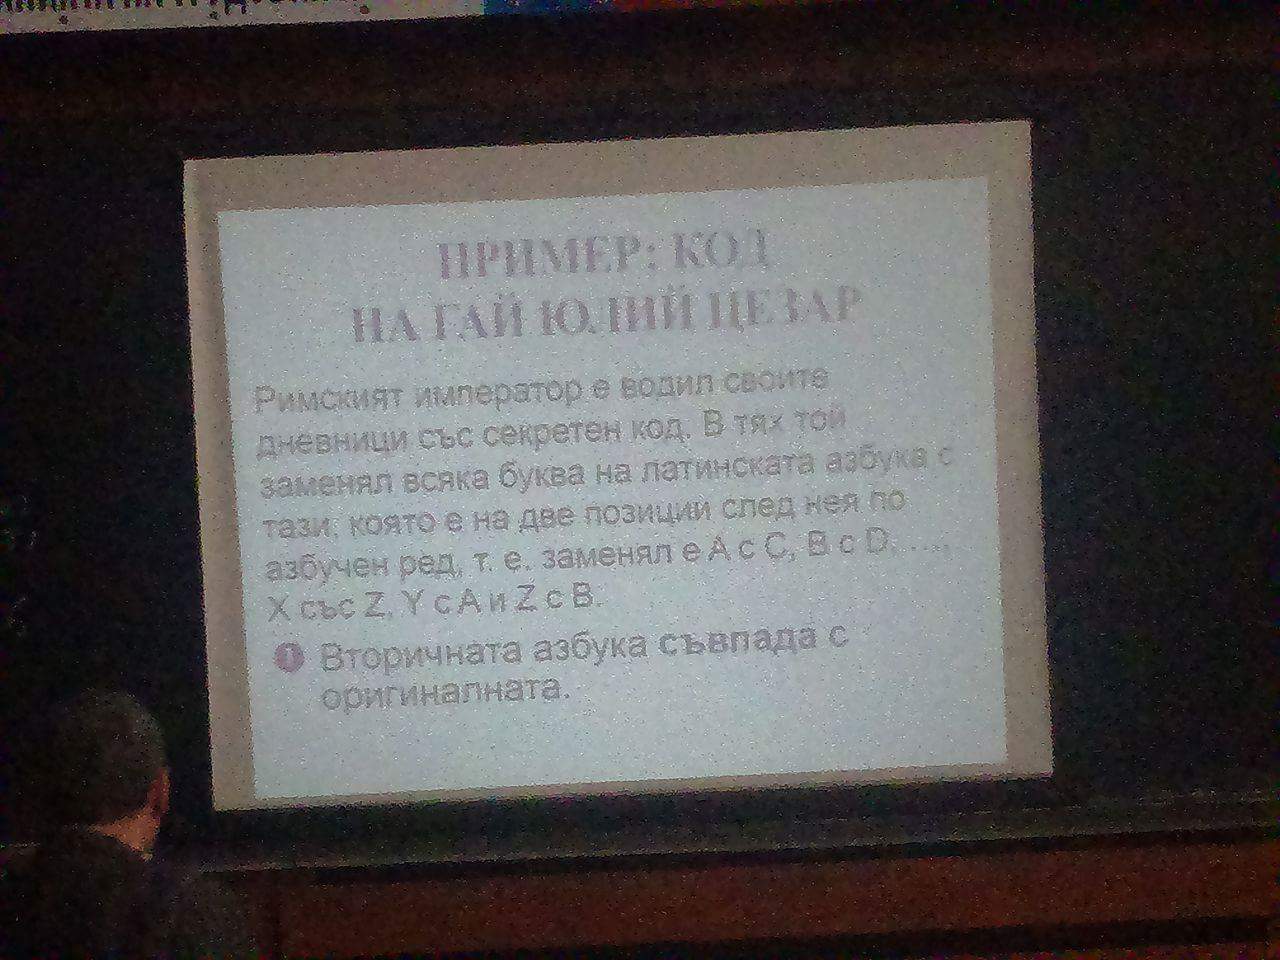 ПРИМЕР: КОД
НА ГАЙ ЮЛИЙ ЦЕЗАР
Римският император е водил своите
дневници със секретен код. В тях той
заменял всяка буква на латинската азбука с
тази, която е на две позиции след нея по
азбучен ред, т. е. заменял е A с C, B с D, ...,
X със Z, Y с A и Z с B.
1 Вторичната азбука съвпада с
оригиналната.